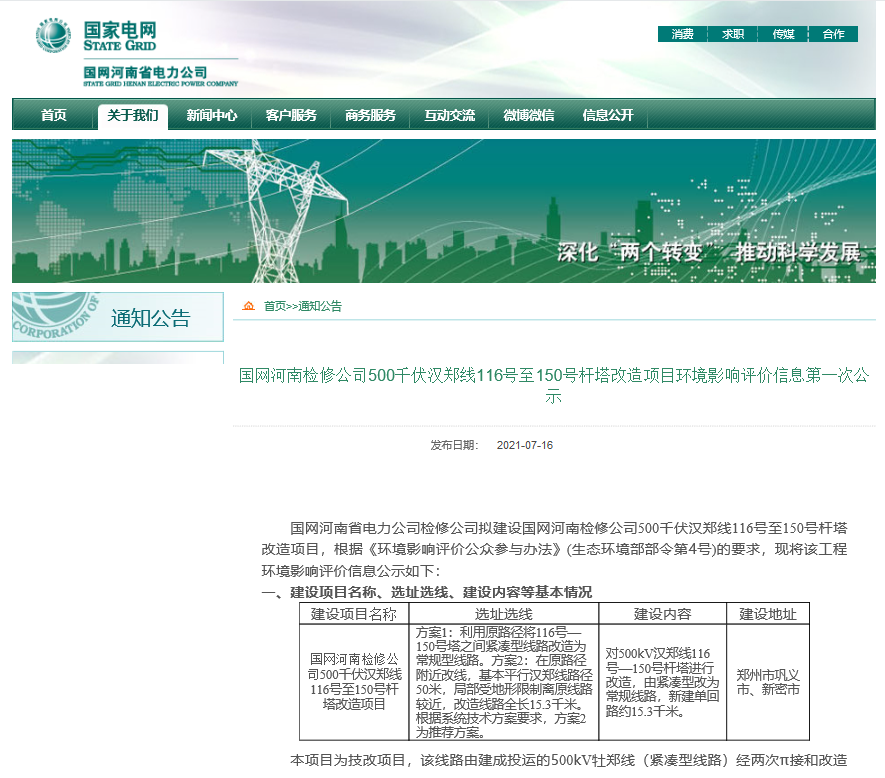 国家电网
STATE GRID
国网河南省电力公司
STATE GRID HENAN ELECTRIC POWER COMPANY
消费 求职 传媒 合作
首页 关于我们 新闻中心 客户服务 商务服务 互动交流 微博微信 信息公开
深化“两个转变” 推动科学发展
CORPORATION OF
通知公告
首页>>通知公告
国网河南检修公司500千伏汉郑线116号至150号杆塔改造项目环境影响评价信息第一次公
示
发布日期： 2021-07-16
国网河南省电力公司检修公司拟建设国网河南检修公司500千伏汉郑线116号至150号杆塔
改造项目，根据《环境影响评价公众参与办法》(生态环境部部令第4号)的要求，现将该工程
环境影响评价信息公示如下：
一、建设项目名称、选址选线、建设内容等基本情况
建设项目名称 选址选线 建设内容 建设地址
国网河南检修公
司500千伏汉郑线
116号至150号杆
塔改造项目
方案1：利用原路径将116号—
150号塔之间紧凑型线路改造为
常规型线路。方案2：在原路径
附近改线，基本平行汉郑线路径
50米，局部受地形限制离原线路
较近，改造线路全长15.3千米。
根据系统技术方案要求，方案2
为推荐方案。
对500kV汉郑线116
号—150号杆塔进行
改造，由紧凑型改为
常规线路，新建单回
路约15.3千米。
郑州市巩义
市、新密市
本项目为技改项目，该线路由建成投运的500kV牡郑线（紧凑型线路）经两次π接和改造